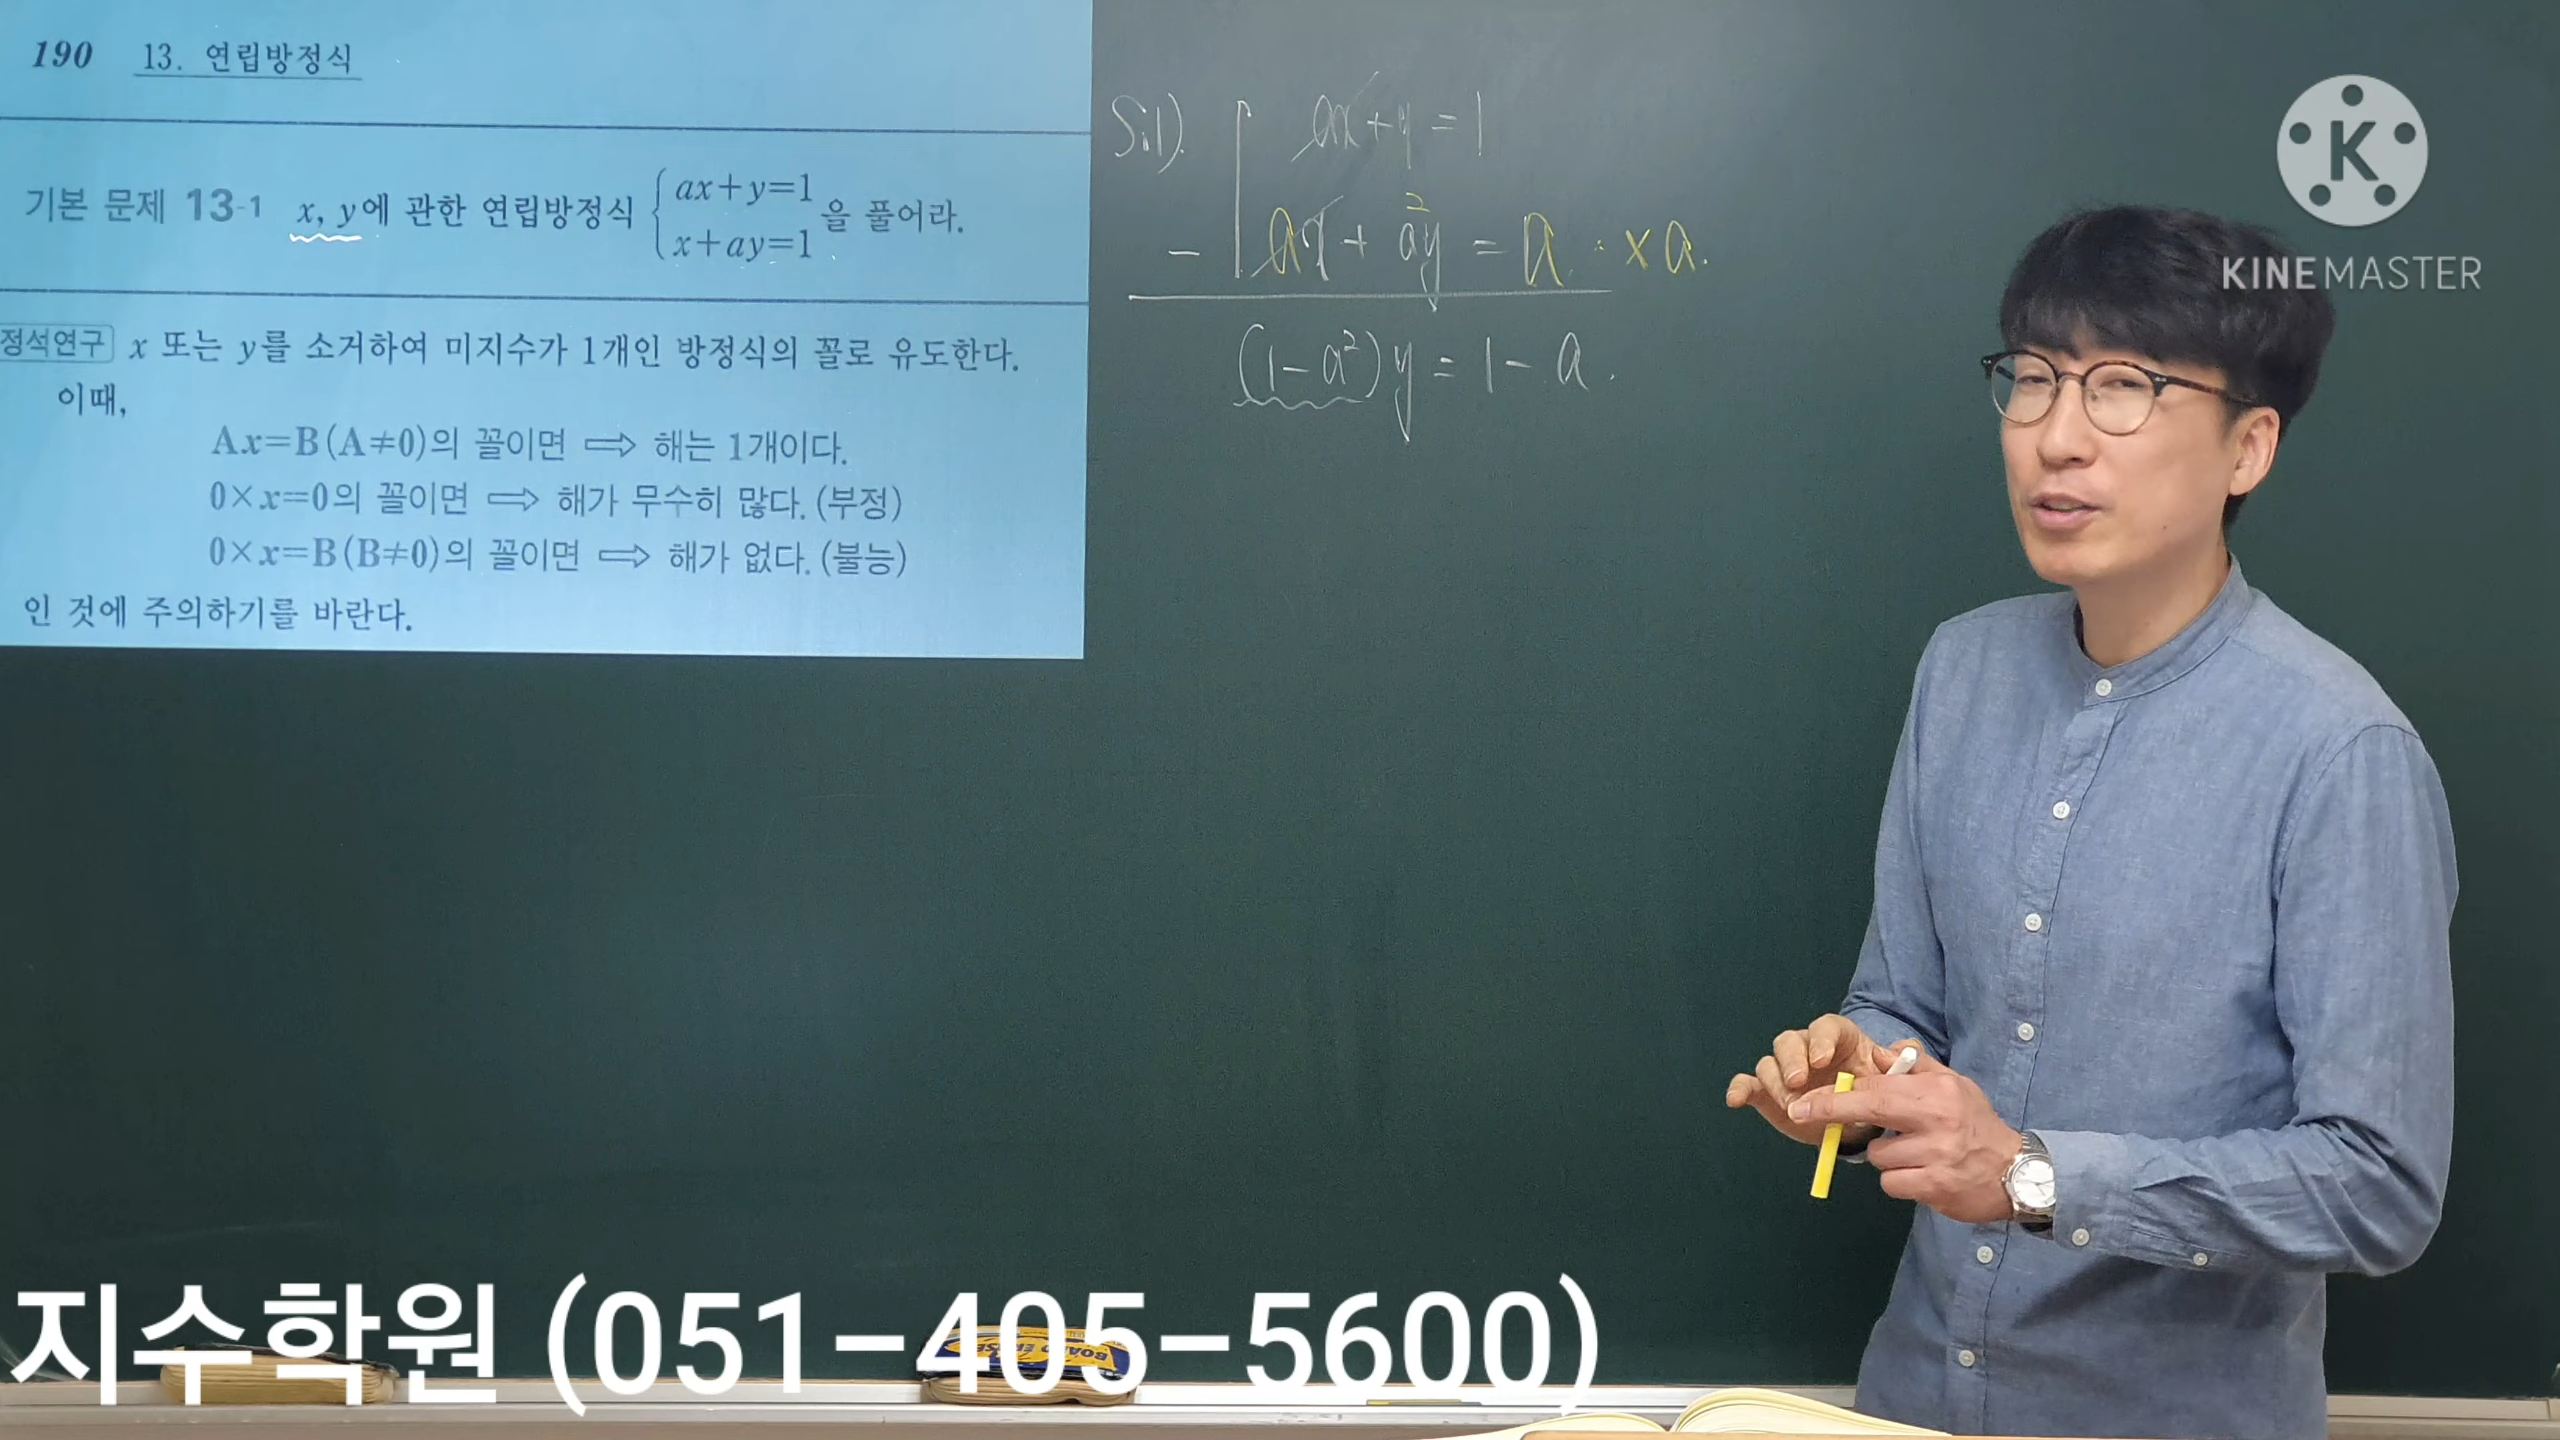 190 13. 연립방정식
기본 문제 13-1 x, y에 관한 연립방정식 { ax+y=1 을 풀어라.
x+ay=1
정석연구 x 또는 y를 소거하여 미지수가 1개인 방정식의 꼴로 유도한다.
이때,
Ax=B(A≠0)의 꼴이면 ⇨ 해는 1개이다.
0×x=0의 꼴이면 ⇨ 해가 무수히 많다. (부정)
0×x=B(B≠0)의 꼴이면 ⇨ 해가 없다. (불능)
인 것에 주의하기를 바란다.
Sol). ax+y=1
- ax+a²y=a. ×a.
(1-a²)y=1-a.
K
KINEMASTER
지수학원 (051-405-5600)